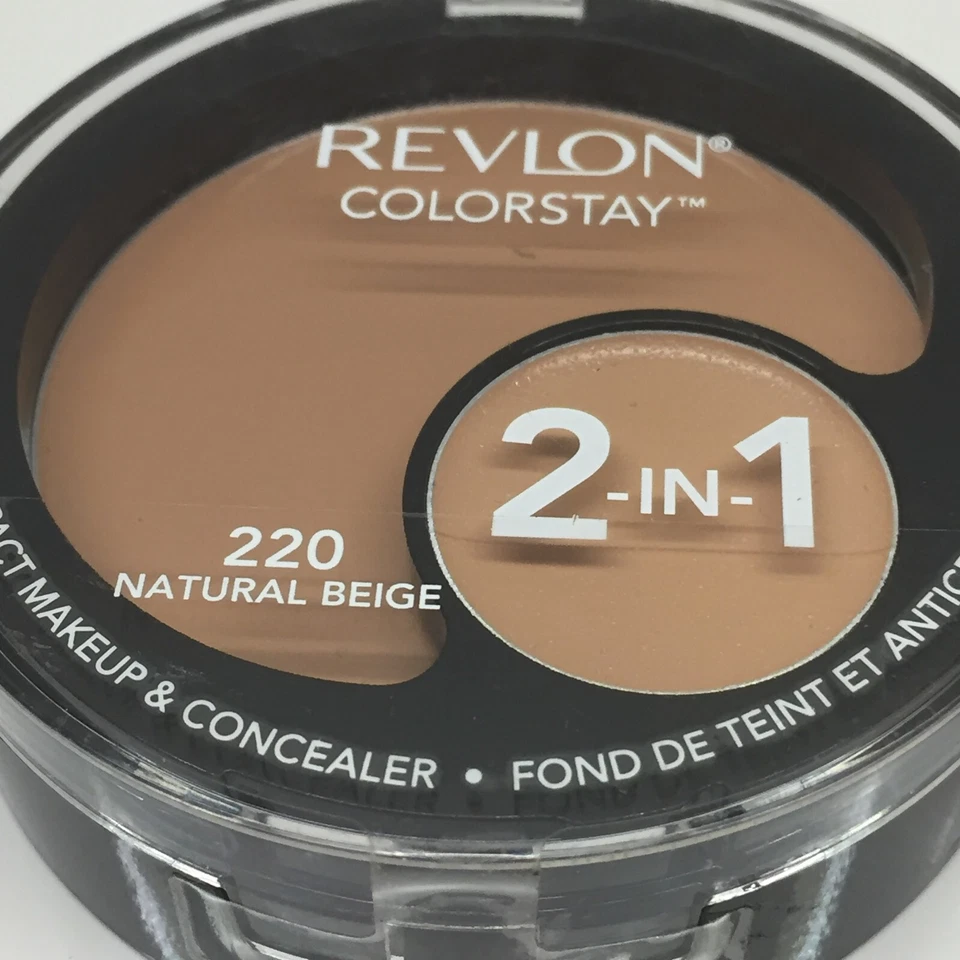 REVLON®
COLORSTAY™
2-IN-1
220
NATURAL BEIGE
MAKEUP & CONCEALER • FOND DE TEINT ET